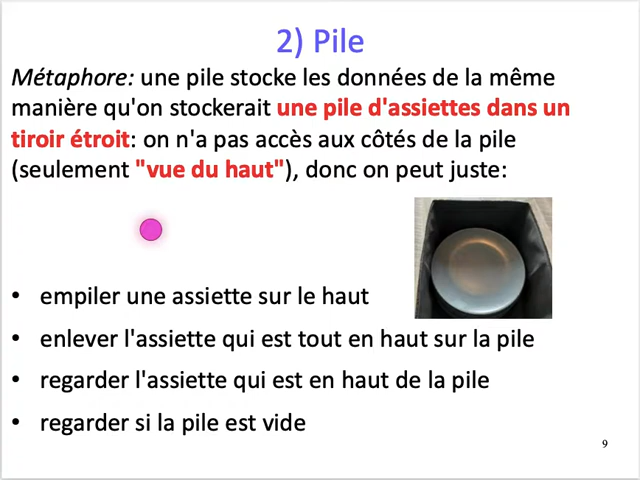 2) Pile
Métaphore: une pile stocke les données de la même
manière qu'on stockerait une pile d'assiettes dans un
tiroir étroit: on n'a pas accès aux côtés de la pile
(seulement "vue du haut"), donc on peut juste:
• empiler une assiette sur le haut
• enlever l'assiette qui est tout en haut sur la pile
• regarder l'assiette qui est en haut de la pile
• regarder si la pile est vide
9